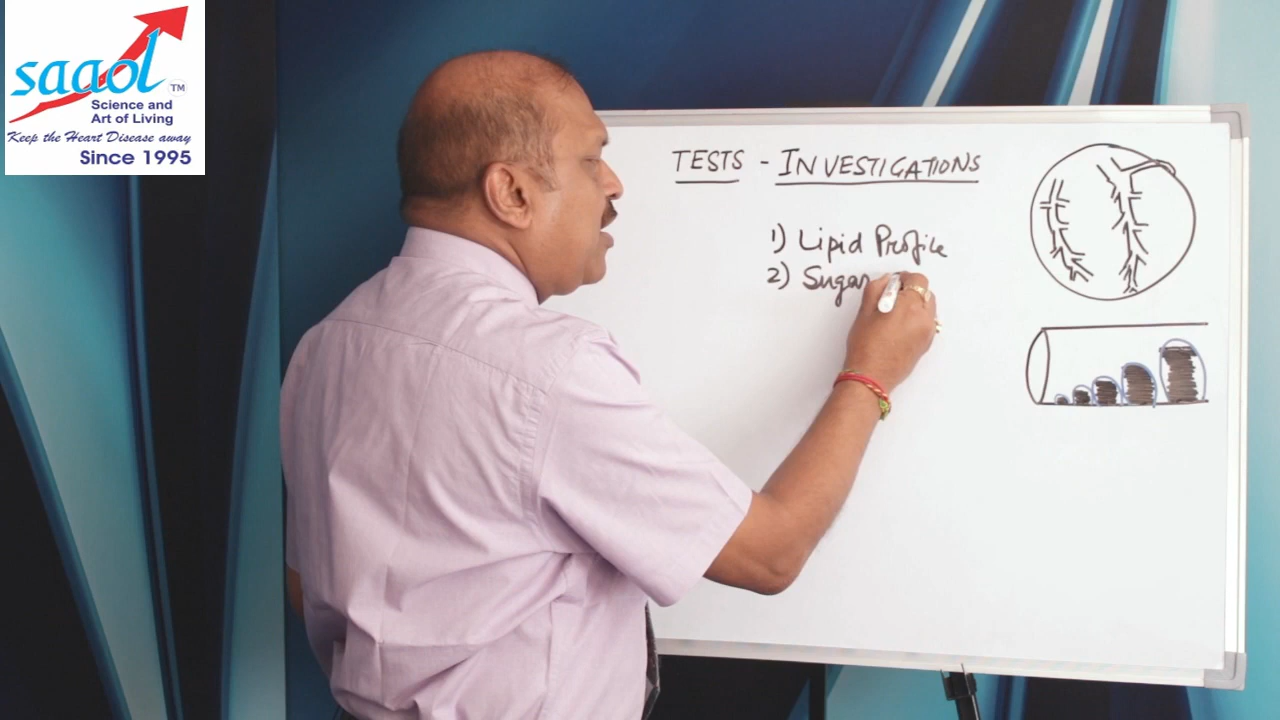 saaol TM
Science and
Art of Living
Keep the Heart Disease away
Since 1995
TESTS - INVESTIGATIONS
1) Lipid Profile
2) Sugar